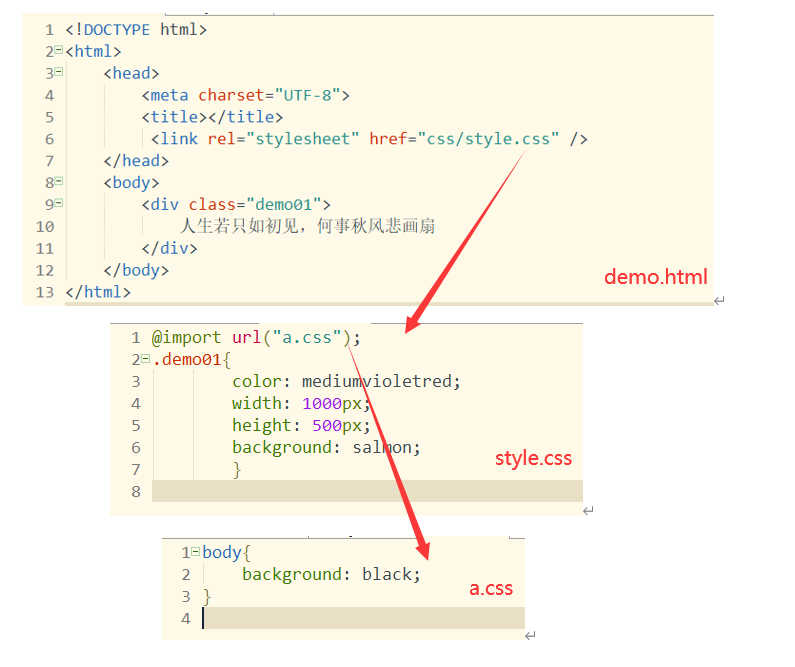 1 <!DOCTYPE html>
2 <html>
3 <head>
4 <meta charset="UTF-8">
5 <title></title>
6 <link rel="stylesheet" href="css/style.css" />
7 </head>
8 <body>
9 <div class="demo01">
10 人生若只如初见，何事秋风悲画扇
11 </div>
12 </body>
13 </html>
demo.html
1 @import url("a.css");
2 .demo01{
3 color: mediumvioletred;
4 width: 1000px;
5 height: 500px;
6 background: salmon;
7 }
8
style.css
1 body{
2 background: black;
3 }
4
a.css